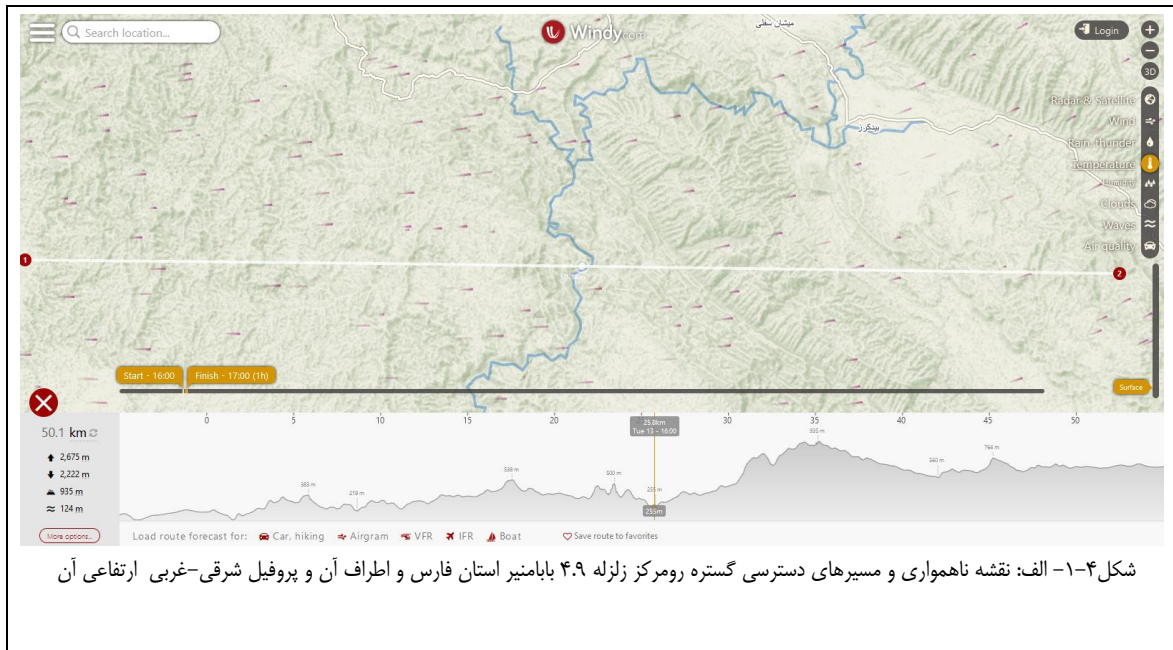 Search location...
Windy.com
میشان سفلی
Login
3D
Radar & Satellite
Wind
Rain, thunder
بینکرز
Temperature
Humidity
Clouds
Waves
Air quality
1
2
Start - 16:00
Finish - 17:00 (1h)
Surface
0 5 10 15 20 25.8km 30 35 40 45 50
Tue 13 - 16:00
50.1 km
2,675 m
2,222 m
935 m
124 m
383 m
219 m
538 m
500 m
255 m
255m
935 m
360 m
764 m
More options...
Load route forecast for: Car, hiking Airgram VFR IFR Boat Save route to favorites
شکل۴-۱- الف: نقشه ناهمواری و مسیرهای دسترسی گستره رومرکز زلزله ۴.۹ بابامنیر استان فارس و اطراف آن و پروفیل شرقی-غربی ارتفاعی آن